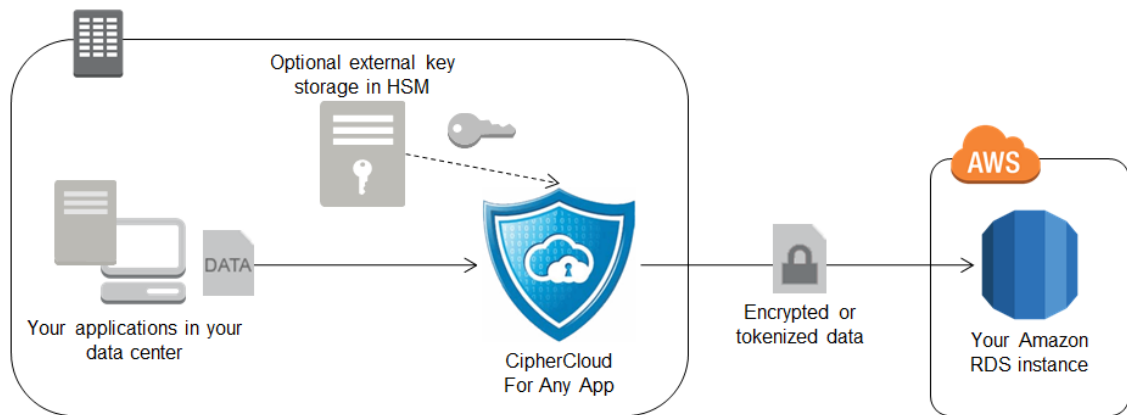 Optional external key
storage in HSM
AWS
DATA
Your applications in your
data center
CipherCloud
For Any App
Encrypted or
tokenized data
Your Amazon
RDS instance